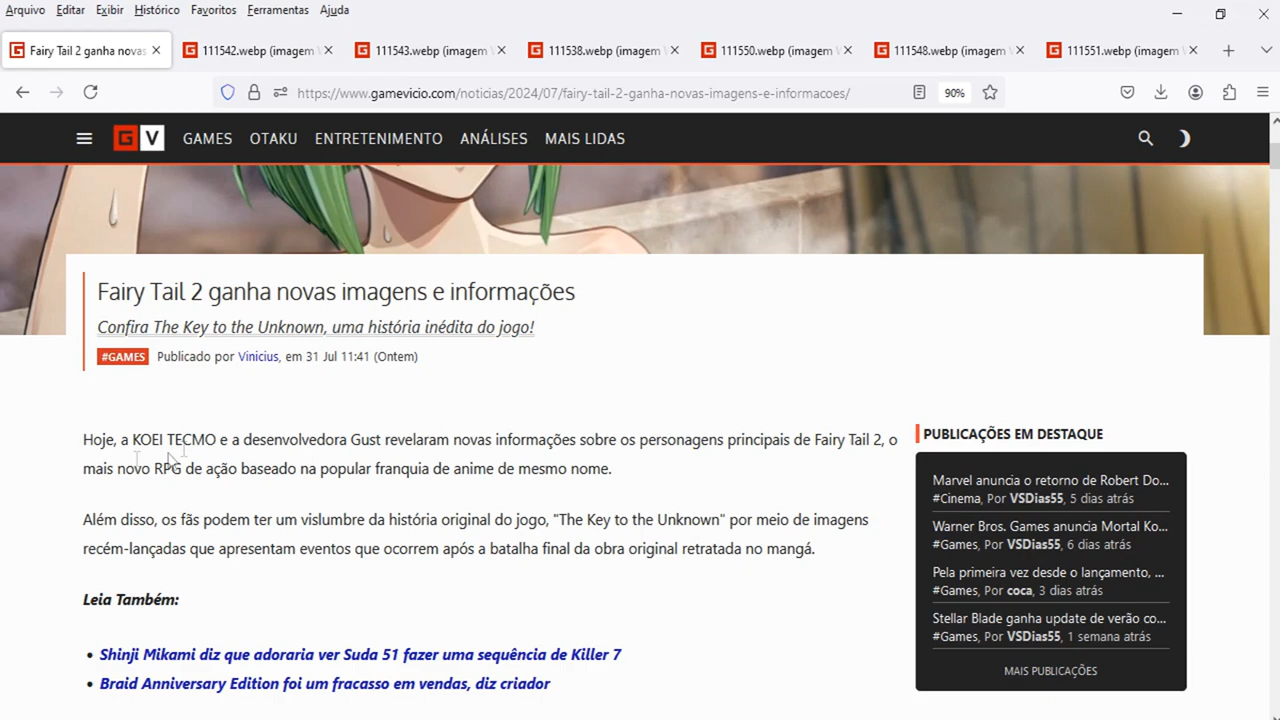 Arquivo Editar Exibir Histórico Favoritos Ferramentas Ajuda
Fairy Tail 2 ganha novas 111542.webp (imagem 111543.webp (imagem 111538.webp (imagem 111550.webp (imagem 111548.webp (imagem 111551.webp (imagem
https://www.gamevicio.com/noticias/2024/07/fairy-tail-2-ganha-novas-imagens-e-informacoes/ 90%
G V GAMES OTAKU ENTRETENIMENTO ANÁLISES MAIS LIDAS
Fairy Tail 2 ganha novas imagens e informações
Confira The Key to the Unknown, uma história inédita do jogo!
#GAMES Publicado por Vinicius, em 31 Jul 11:41 (Ontem)
Hoje, a KOEI TECMO e a desenvolvedora Gust revelaram novas informações sobre os personagens principais de Fairy Tail 2, o
mais novo RPG de ação baseado na popular franquia de anime de mesmo nome.
Além disso, os fãs podem ter um vislumbre da história original do jogo, "The Key to the Unknown" por meio de imagens
recém-lançadas que apresentam eventos que ocorrem após a batalha final da obra original retratada no mangá.
Leia Também:
• Shinji Mikami diz que adoraria ver Suda 51 fazer uma sequência de Killer 7
• Braid Anniversary Edition foi um fracasso em vendas, diz criador
PUBLICAÇÕES EM DESTAQUE
Marvel anuncia o retorno de Robert Do...
#Cinema, Por VSDias55, 5 dias atrás
Warner Bros. Games anuncia Mortal Ko...
#Games, Por VSDias55, 6 dias atrás
Pela primeira vez desde o lançamento, ...
#Games, Por coca, 3 dias atrás
Stellar Blade ganha update de verão co...
#Games, Por VSDias55, 1 semana atrás
MAIS PUBLICAÇÕES